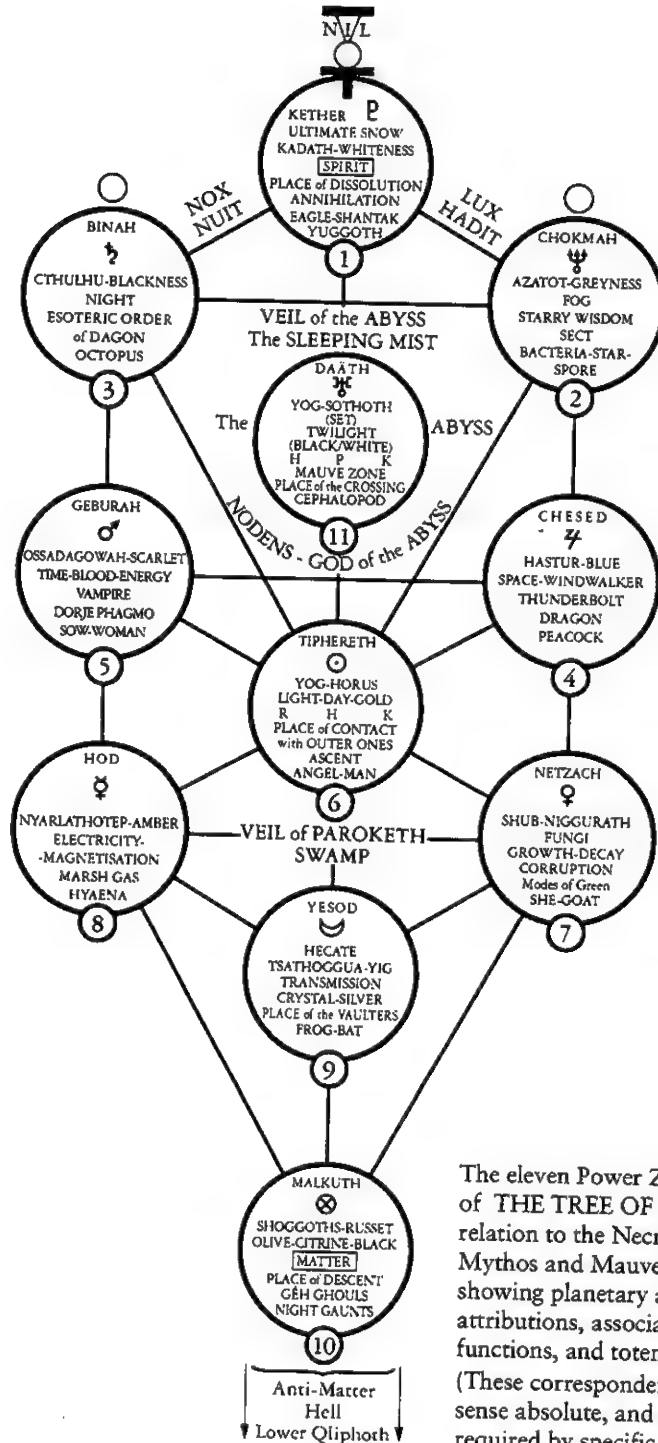 NIL
KETHER ♇
ULTIMATE SNOW
KADATH-WHITENESS
SPIRIT
PLACE of DISSOLUTION
ANNIHILATION
EAGLE-SHANTAK
YUGGOTH
1
NOX
NUIT
LUX
HADIT
BINAH
♄
CTHULHU-BLACKNESS
NIGHT
ESOTERIC ORDER
of DAGON
OCTOPUS
3
CHOKMAH
♆
AZATOT-GREYNESS
FOG
STARRY WISDOM
SECT
BACTERIA-STAR-
SPORE
2
VEIL of the ABYSS
The SLEEPING MIST
The ABYSS
DAÄTH
♅
YOG-SOTHOTH
(SET)
TWILIGHT
(BLACK/WHITE)
H P K
MAUVE ZONE
PLACE of the CROSSING
CEPHALOPOD
11
NODENS - GOD of the ABYSS
GEBURAH
♂
OSSADAGOWAH-SCARLET
TIME-BLOOD-ENERGY
VAMPIRE
DORJE PHAGMO
SOW-WOMAN
5
CHESED
♃
HASTUR-BLUE
SPACE-WINDWALKER
THUNDERBOLT
DRAGON
PEACOCK
4
TIPHERETH
☉
YOG-HORUS
LIGHT-DAY-GOLD
R H K
PLACE of CONTACT
with OUTER ONES
ASCENT
ANGEL-MAN
6
HOD
☿
NYARLATHOTEP-AMBER
ELECTRICITY-
-MAGNETISATION
MARSH GAS
HYAENA
8
NETZACH
♀
SHUB-NIGGURATH
FUNGI
GROWTH-DECAY
CORRUPTION
Modes of Green
SHE-GOAT
7
VEIL of PAROKETH
SWAMP
YESOD
HECATE
TSATHOGGUA-YIG
TRANSMISSION
CRYSTAL-SILVER
PLACE of the VAULTERS
FROG-BAT
9
MALKUTH
⊗
SHOGGOTHS-RUSSET
OLIVE-CITRINE-BLACK
MATTER
PLACE of DESCENT
GÉH GHOULS
NIGHT GAUNTS
10
Anti-Matter
Hell
Lower Qliphoth
The eleven Power Z
of THE TREE OF
relation to the Necr
Mythos and Mauve
showing planetary a
attributions, associa
functions, and toter
(These corresponder
sense absolute, and
required by specific